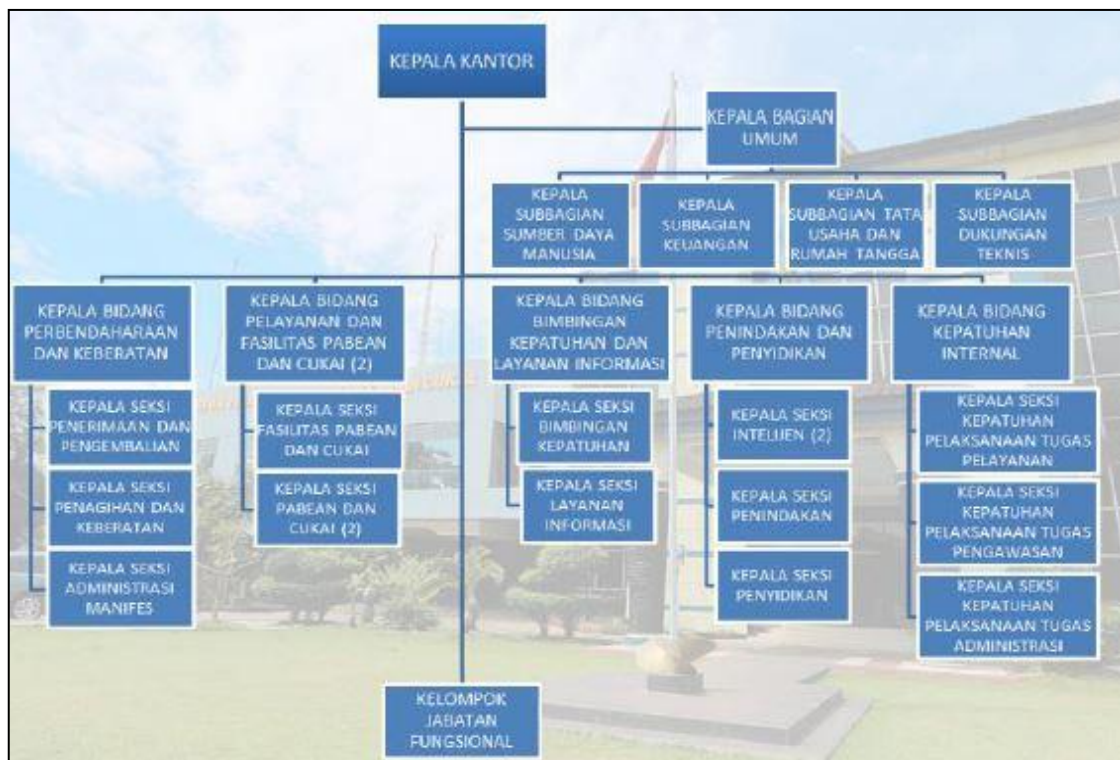 KEPALA KANTOR
KEPALA BAGIAN
UMUM
KEPALA
SUBBAGIAN
SUMBER DAYA
MANUSIA
KEPALA
SUBBAGIAN
KEUANGAN
KEPALA
SUBBAGIAN TATA
USAHA DAN
RUMAH TANGGA
KEPALA
SUBBAGIAN
DUKUNGAN
TEKNIS
KEPALA BIDANG
PERBENDAHARAAN
DAN KEBERATAN
KEPALA SEKSI
PENERIMAAN DAN
PENGEMBALIAN
KEPALA SEKSI
PENAGIHAN DAN
KEBERATAN
KEPALA SEKSI
ADMINISTRASI
MANIFES
KEPALA BIDANG
PELAYANAN DAN
FASILITAS PABEAN
DAN CUKAI (2)
KEPALA SEKSI
FASILITAS PABEAN
DAN CUKAI
KEPALA SEKSI
PABEAN DAN
CUKAI (2)
KEPALA BIDANG
BIMBINGAN
KEPATUHAN DAN
LAYANAN INFORMASI
KEPALA SEKSI
BIMBINGAN
KEPATUHAN
KEPALA SEKSI
LAYANAN
INFORMASI
KEPALA BIDANG
PENINDAKAN DAN
PENYIDIKAN
KEPALA SEKSI
INTELIJEN (2)
KEPALA SEKSI
PENINDAKAN
KEPALA SEKSI
PENYIDIKAN
KEPALA BIDANG
KEPATUHAN
INTERNAL
KEPALA SEKSI
KEPATUHAN
PELAKSANAAN TUGAS
PELAYANAN
KEPALA SEKSI
KEPATUHAN
PELAKSANAAN TUGAS
PENGAWASAN
KEPALA SEKSI
KEPATUHAN
PELAKSANAAN TUGAS
ADMINISTRASI
KELOMPOK
JABATAN
FUNGSIONAL